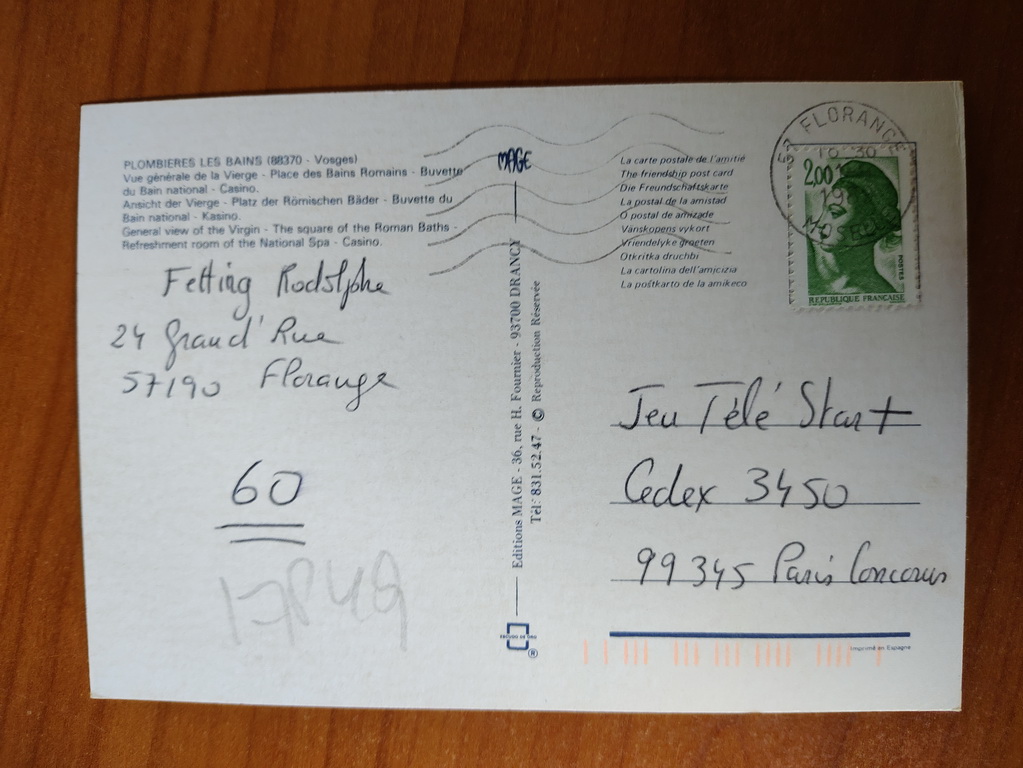 PLOMBIERES LES BAINS (88370 - Vosges)
Vue générale de la Vierge - Place des Bains Romains - Buvette
du Bain national - Casino.
Ansicht der Vierge - Platz der Römischen Bäder - Buvette du
Bain national - Kasino.
General view of the Virgin - The square of the Roman Baths -
Refreshment room of the National Spa - Casino.
Fetting Rodolphe
24 Grand' Rue
57190 Florange
60
17849
MAGE
Editions MAGE - 36, rue H. Fournier - 93700 DRANCY
Tél: 831.52.47 - © Reproduction Réservée
®
La carte postale de l'amitié
The friendship post card
Die Freundschaftskarte
La postal de la amistad
O postal de amizade
Vänskopens vykort
Vriendelyke groeten
Otkritka druchbi
La cartolina dell'amicizia
La poŝtkarto de la amikeco
57 FLORANGE
MOSELLE
2,00
POSTES
REPUBLIQUE FRANÇAISE
Jeu Télé Star
Cedex 3450
99345 Paris Concours
Imprimé en Espagne